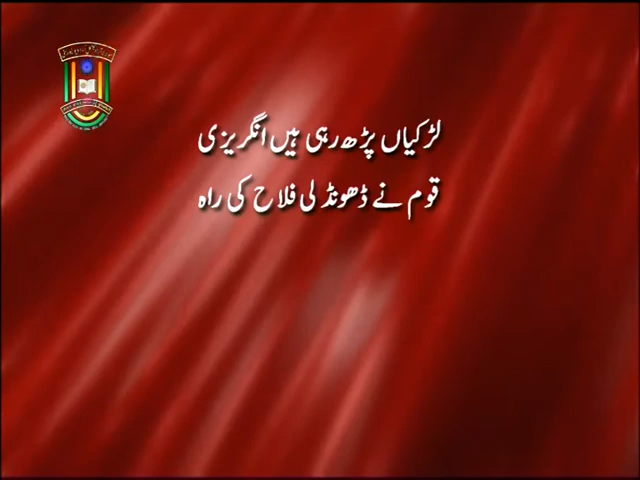 لڑکیاں پڑھ رہی ہیں انگریزی
قوم نے ڈھونڈ لی فلاح کی راہ